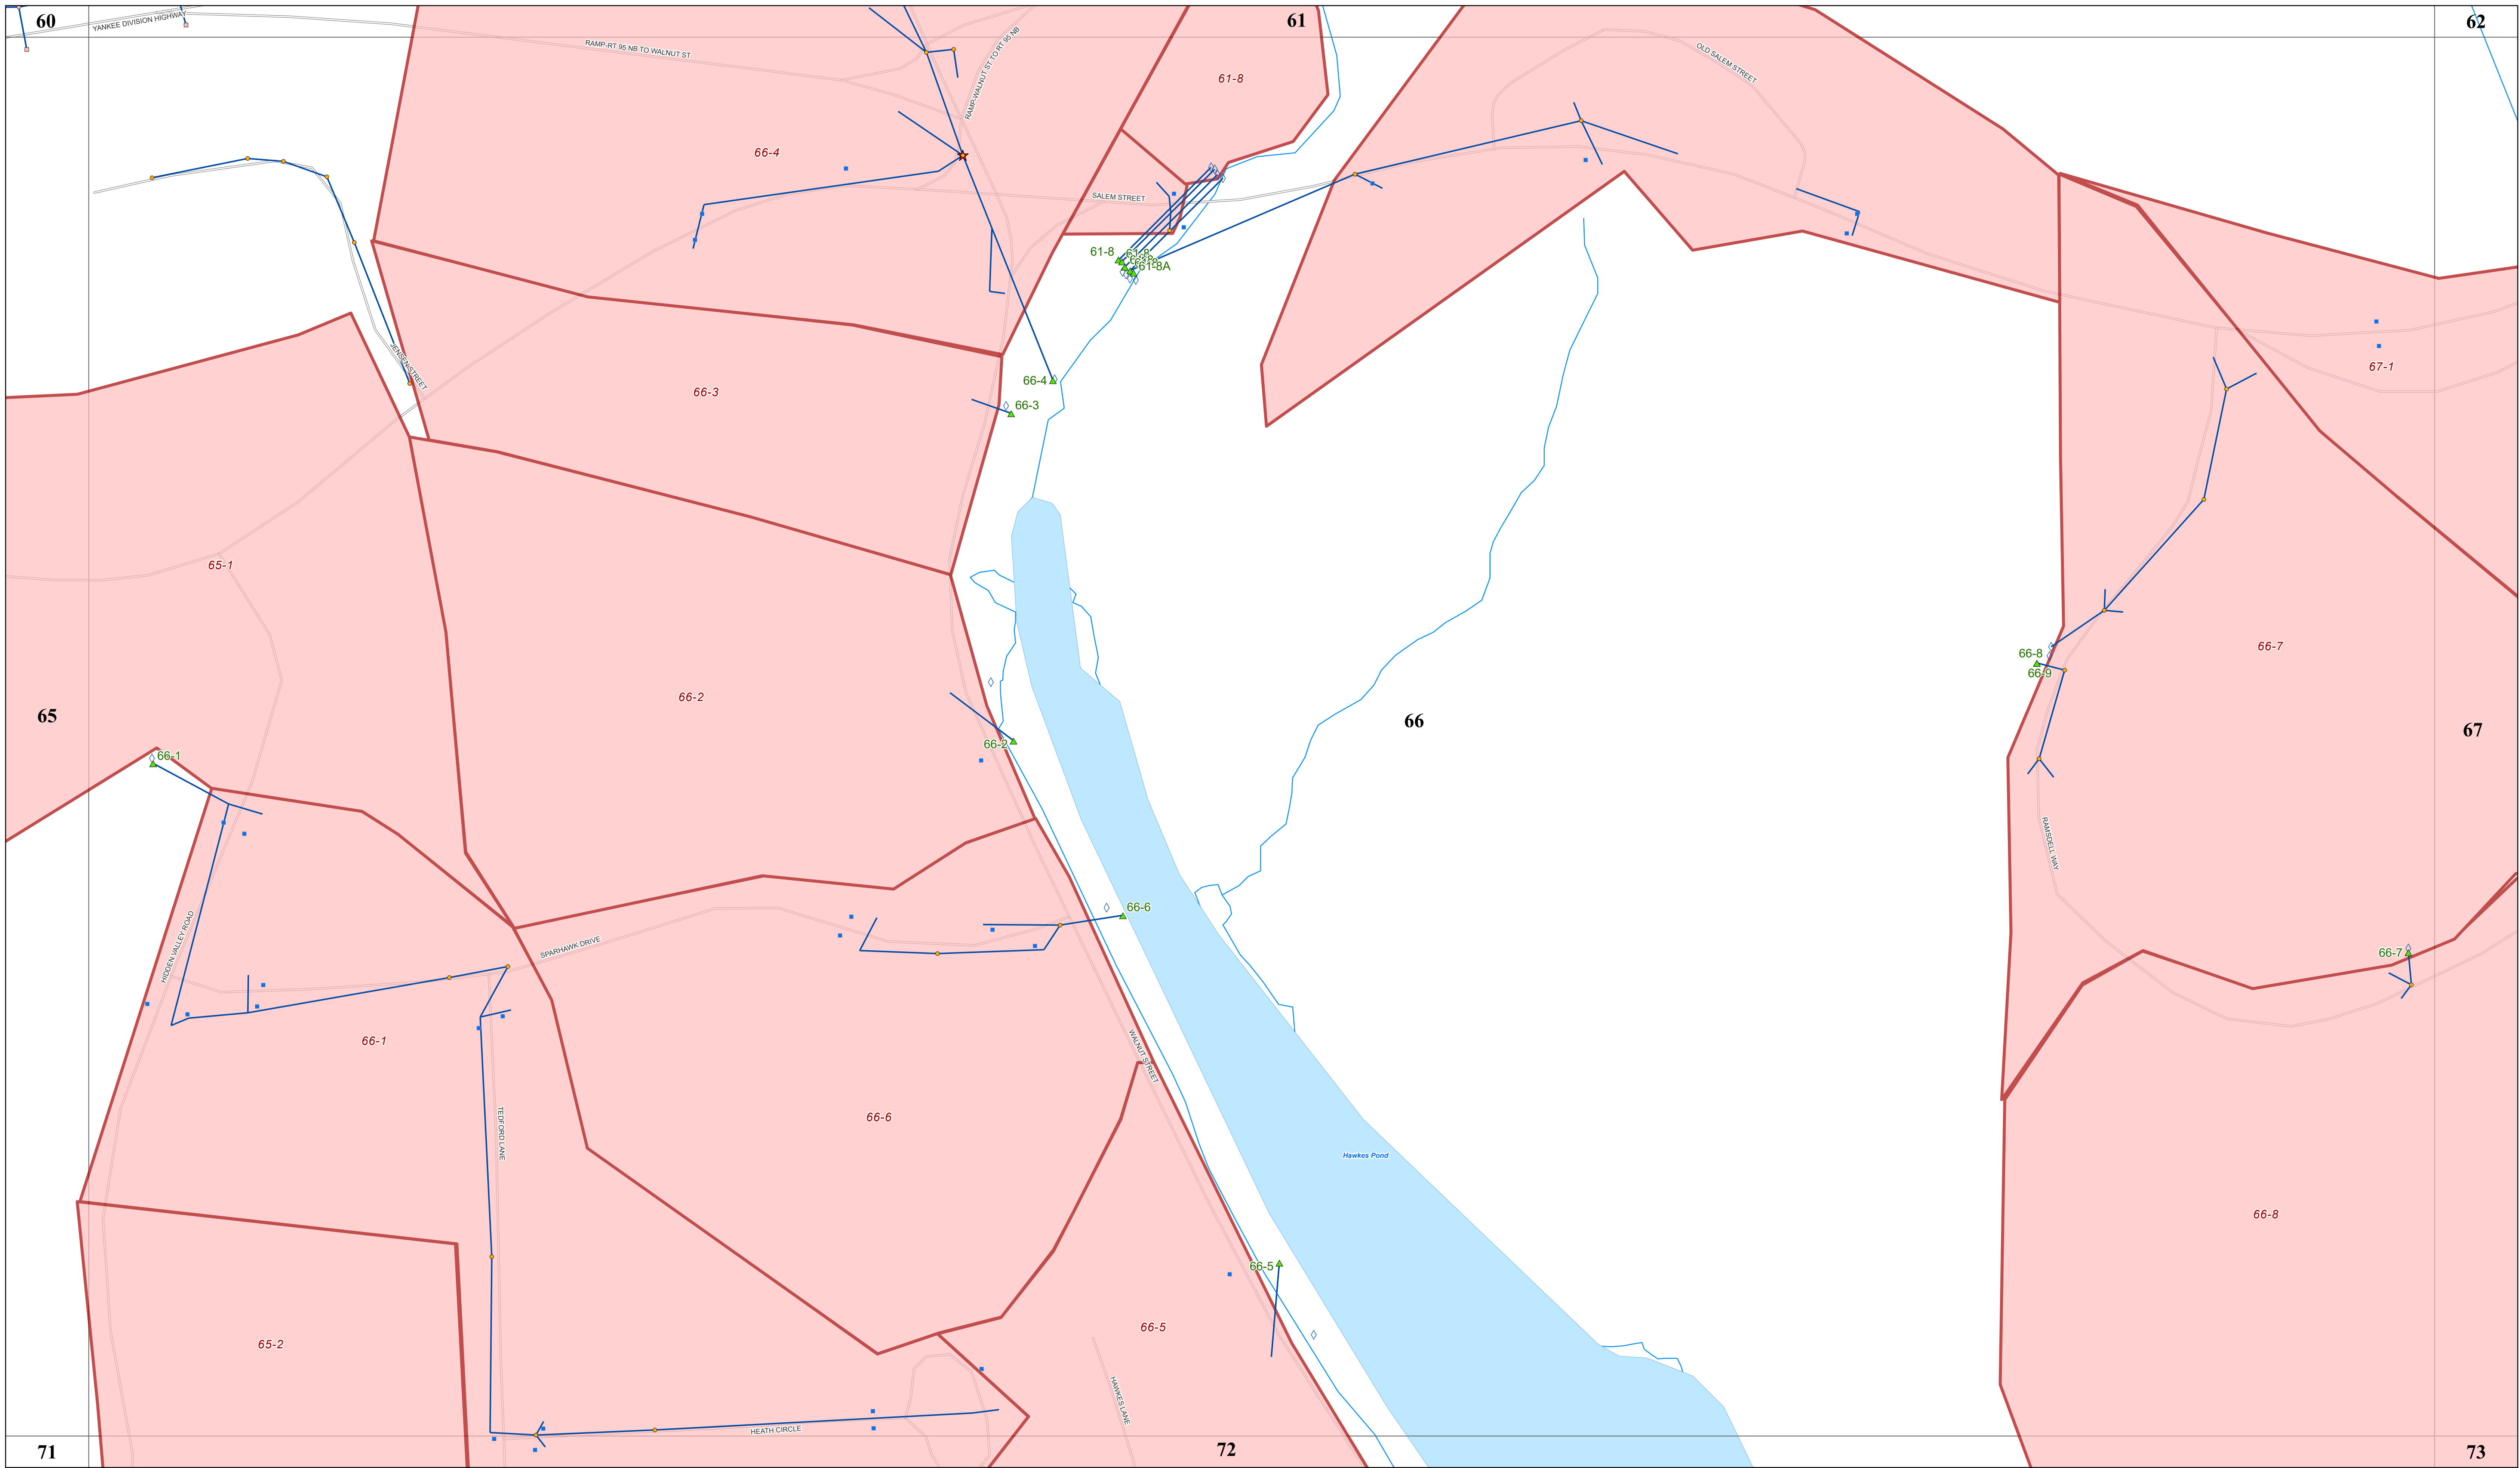 60
61
62
YANKEE DIVISION HIGHWAY
RAMP-RT 95 NB TO WALNUT ST
RAMP-WALNUT ST TO RT 95 NB
OLD SALEM STREET
61-8
66-4
SALEM STREET
61-8
61-8
61-8A
JENSEN STREET
66-4
66-3
66-3
67-1
65-1
66-2
66-8
66-9
66-7
65
66
67
66-2
66-1
RAMSDELL WAY
66-6
HIDDEN VALLEY ROAD
SPARHAWK DRIVE
66-7
66-1
WALNUT STREET
66-6
TEDFORD LANE
Hawkes Pond
66-8
66-5
65-2
66-5
HAWKES LANE
HEATH CIRCLE
71
72
73